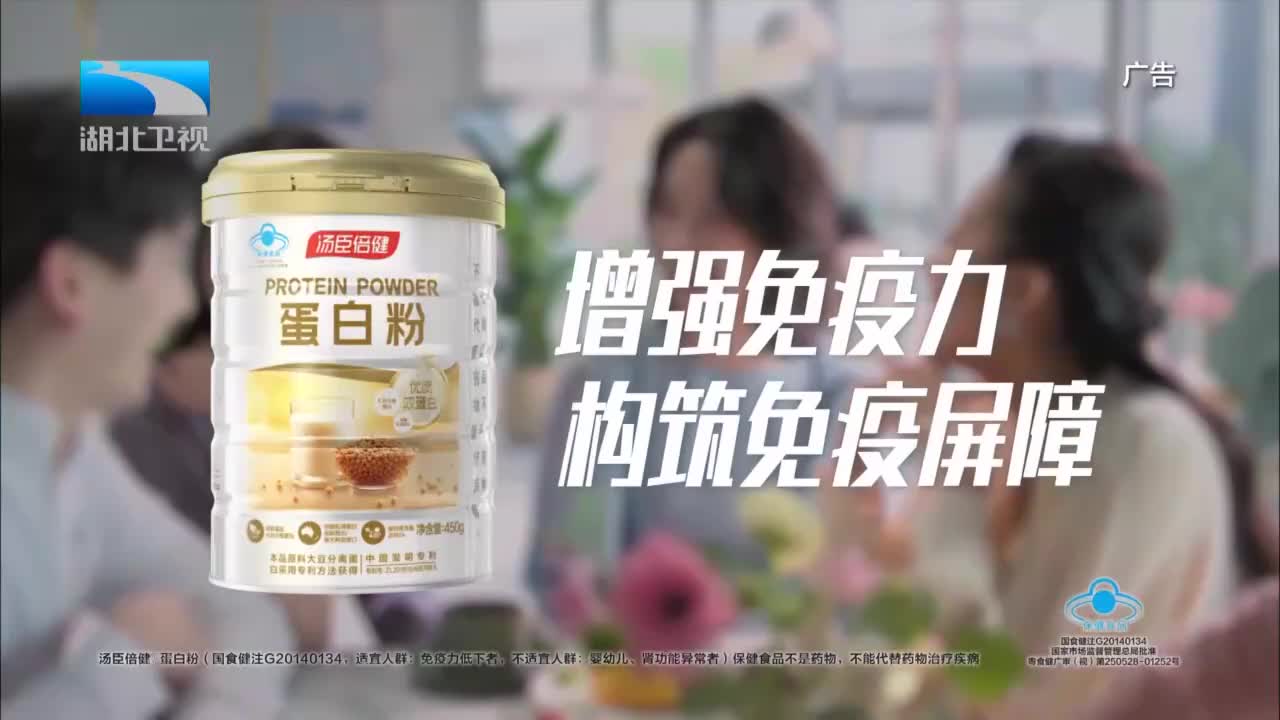 湖北卫视
广告
汤臣倍健
PROTEIN POWDER
蛋白粉
优质
双蛋白
净含量:450g
本品原料大豆分离蛋
白采用专利方法获得
中国发明专利
增强免疫力
构筑免疫屏障
保健食品
国食健注G20140134
国家市场监督管理总局批准
粤食健广审（视）第250528-01252号
汤臣倍健 蛋白粉（国食健注G20140134，适宜人群：免疫力低下者，不适宜人群：婴幼儿、肾功能异常者）保健食品不是药物，不能代替药物治疗疾病